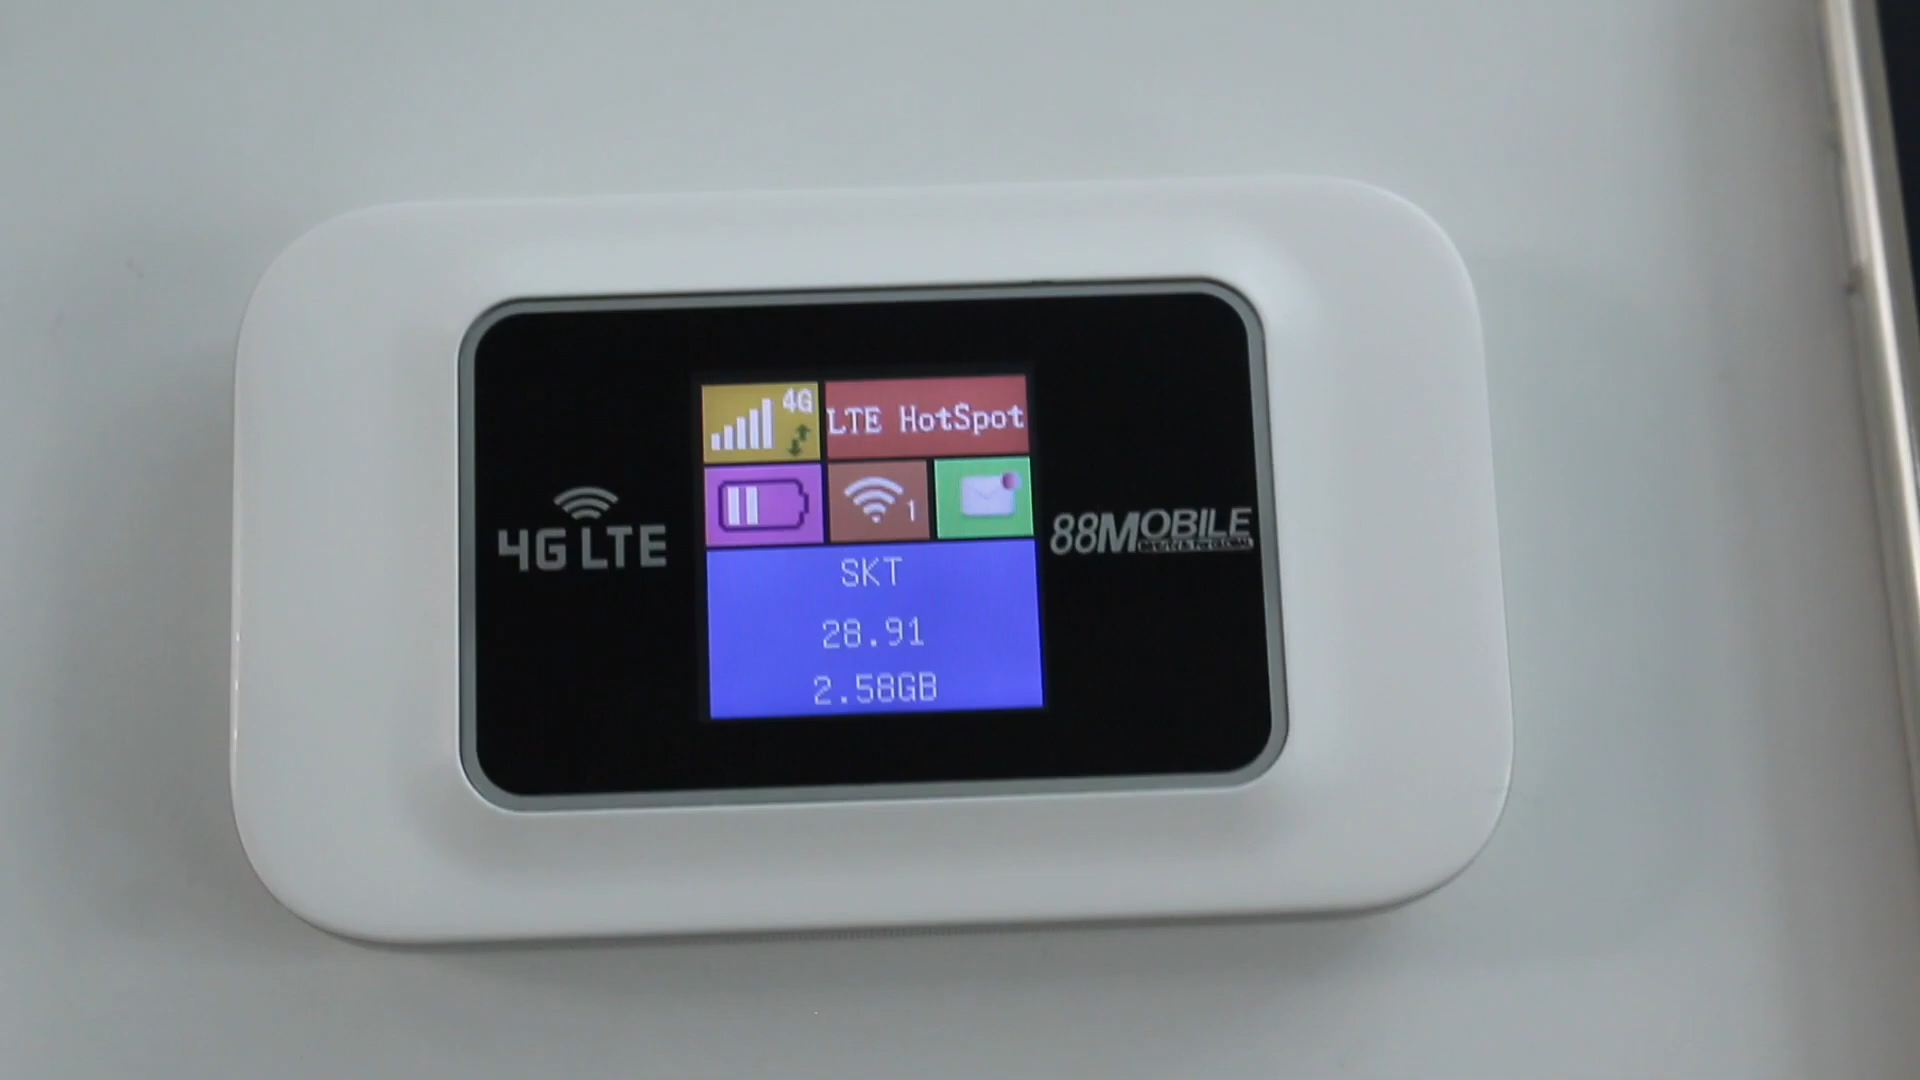 4G
LTE HotSpot
1
4G LTE
88MOBILE
SKT
28.91
2.58GB